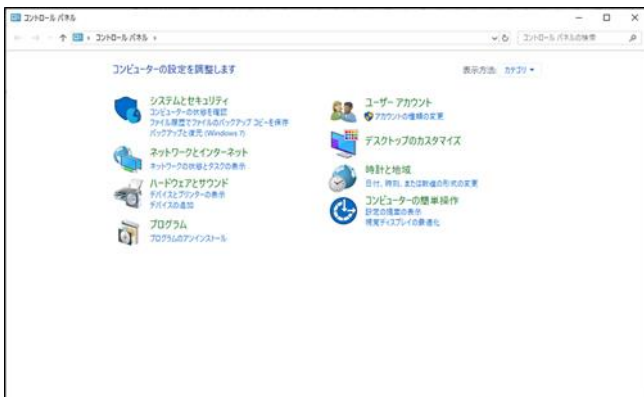 コントロール パネル
コントロール パネル
コントロール パネルの検索
コンピューターの設定を調整します
表示方法: カテゴリ
システムとセキュリティ
コンピューターの状態を確認
ファイル履歴でファイルのバックアップ コピーを保存
バックアップと復元 (Windows 7)
ネットワークとインターネット
ネットワークの状態とタスクの表示
ハードウェアとサウンド
デバイスとプリンターの表示
デバイスの追加
プログラム
プログラムのアンインストール
ユーザー アカウント
アカウントの種類の変更
デスクトップのカスタマイズ
時計と地域
日付、時刻、または数値の形式の変更
コンピューターの簡単操作
設定の提案の表示
視覚ディスプレイの最適化